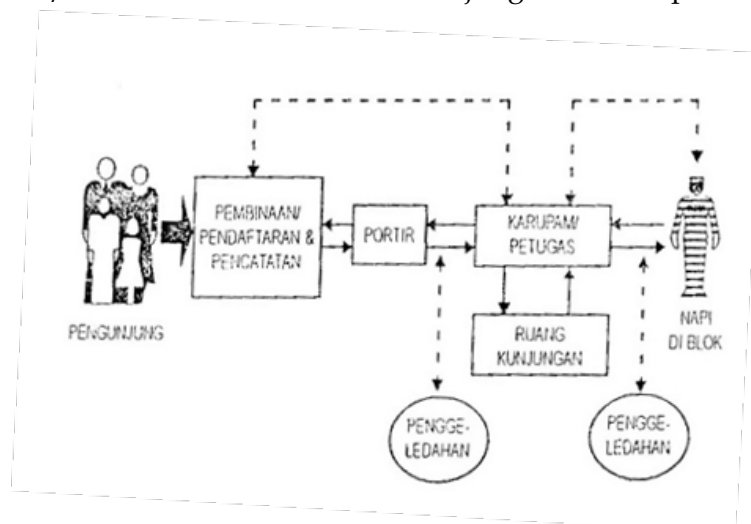 PENGUNJUNG
PEMBINAAN/
PENDAFTARAN &
PENCATATAN
PORTIR
KARUPAM/
PETUGAS
RUANG
KUNJUNGAN
NAPI
DI BLOK
PENGGE-
LEDAHAN
PENGGE-
LEDAHAN